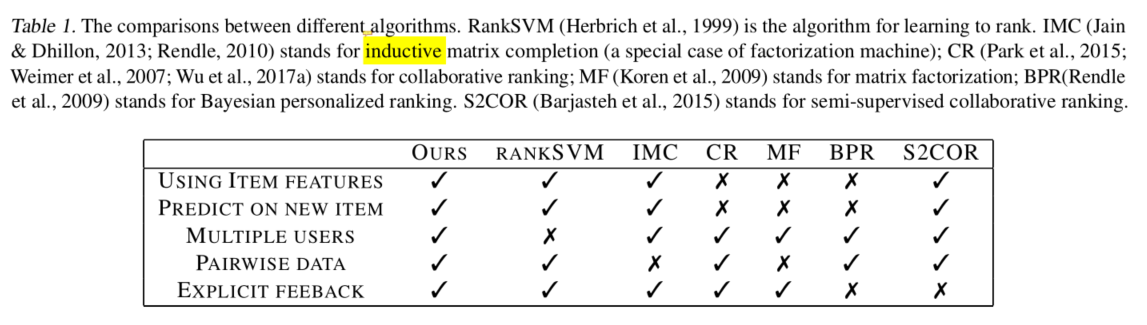 Table 1. The comparisons between different algorithms. RankSVM (Herbrich et al., 1999) is the algorithm for learning to rank. IMC (Jain
& Dhillon, 2013; Rendle, 2010) stands for inductive matrix completion (a special case of factorization machine); CR (Park et al., 2015;
Weimer et al., 2007; Wu et al., 2017a) stands for collaborative ranking; MF (Koren et al., 2009) stands for matrix factorization; BPR(Rendle
et al., 2009) stands for Bayesian personalized ranking. S2COR (Barjasteh et al., 2015) stands for semi-supervised collaborative ranking.
OURS RANKSVM IMC CR MF BPR S2COR
USING ITEM FEATURES ✓ ✓ ✓ ✗ ✗ ✗ ✓
PREDICT ON NEW ITEM ✓ ✓ ✓ ✗ ✗ ✗ ✓
MULTIPLE USERS ✓ ✗ ✓ ✓ ✓ ✓ ✓
PAIRWISE DATA ✓ ✓ ✗ ✓ ✗ ✓ ✓
EXPLICIT FEEBACK ✓ ✓ ✓ ✓ ✓ ✗ ✗